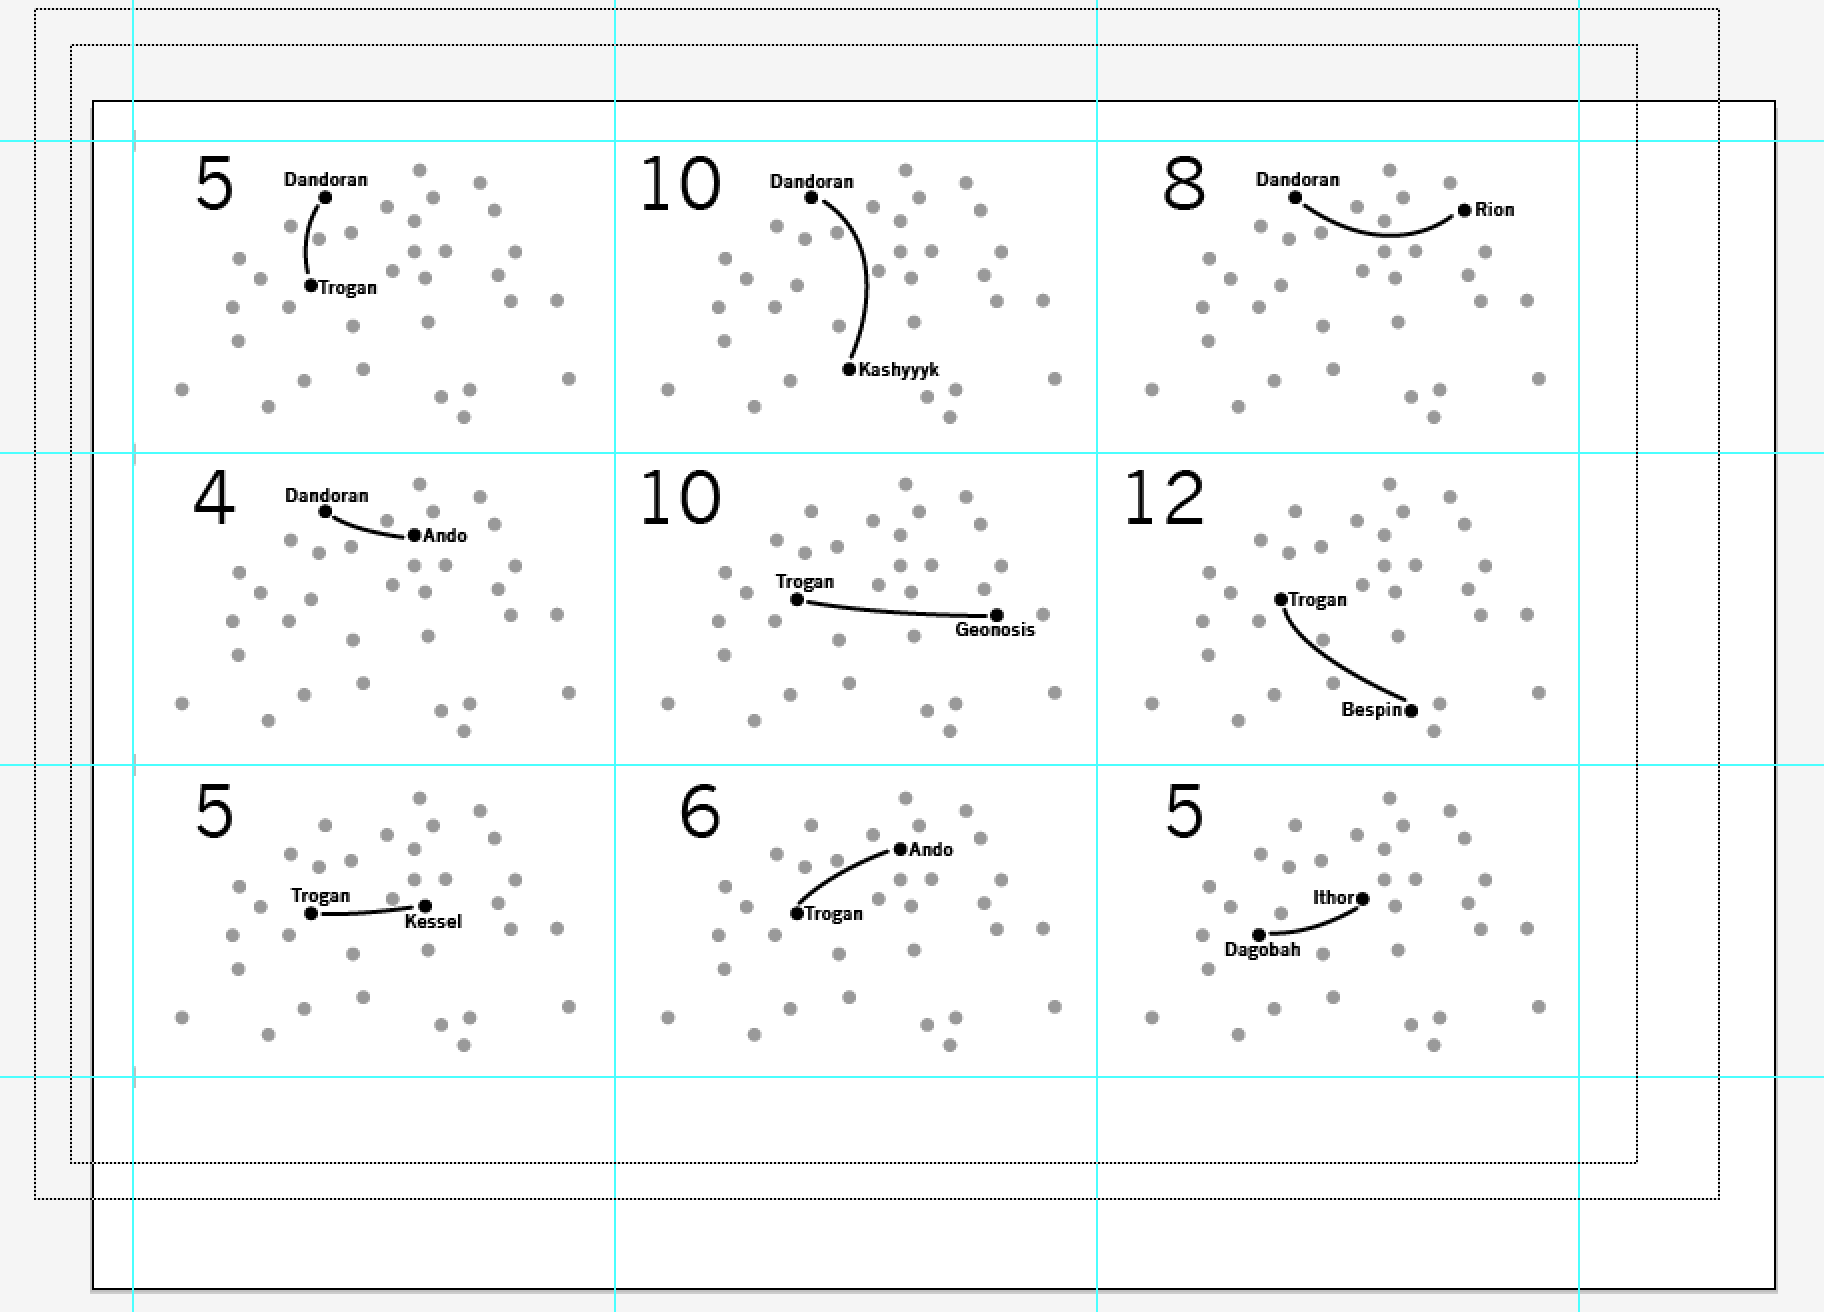 5
Dandoran
Trogan
10
Dandoran
Kashyyyk
8
Dandoran
Rion
4
Dandoran
Ando
10
Trogan
Geonosis
12
Trogan
Bespin
5
Trogan
Kessel
6
Ando
Trogan
5
Ithor
Dagobah